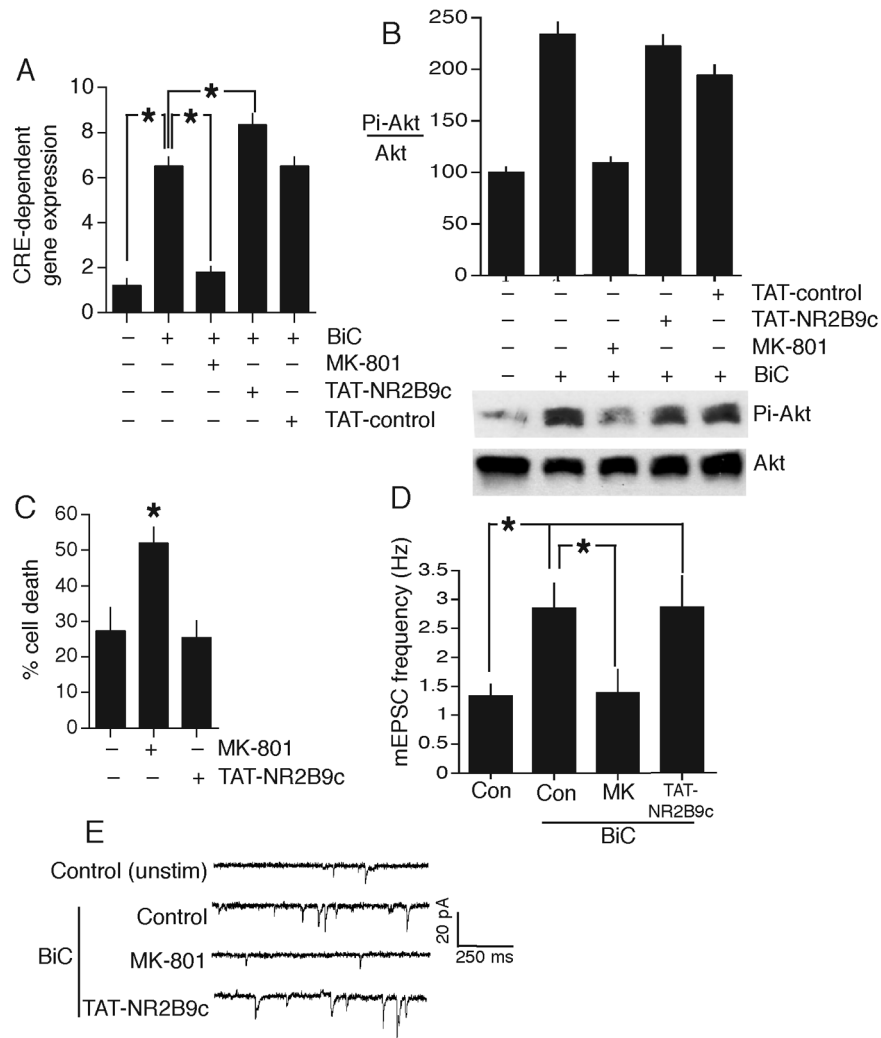 A
CRE-dependent
gene expression
10
8
6
4
2
0
* * *
– + + + + BiC
+ MK-801
+ TAT-NR2B9c
+ TAT-control
B
Pi-Akt
Akt
250
200
150
100
50
0
– – – – + TAT-control
– – – + – TAT-NR2B9c
– – + – – MK-801
– + + + + BiC
Pi-Akt
Akt
C
% cell death
60
50
40
30
20
10
0
*
– + – MK-801
– – + TAT-NR2B9c
D
mEPSC frequency (Hz)
3.5
3
2.5
2
1.5
1
0.5
0
* *
Con Con MK TAT-
NR2B9c
BiC
E
Control (unstim)
Control
BiC
MK-801
TAT-NR2B9c
20 pA
250 ms